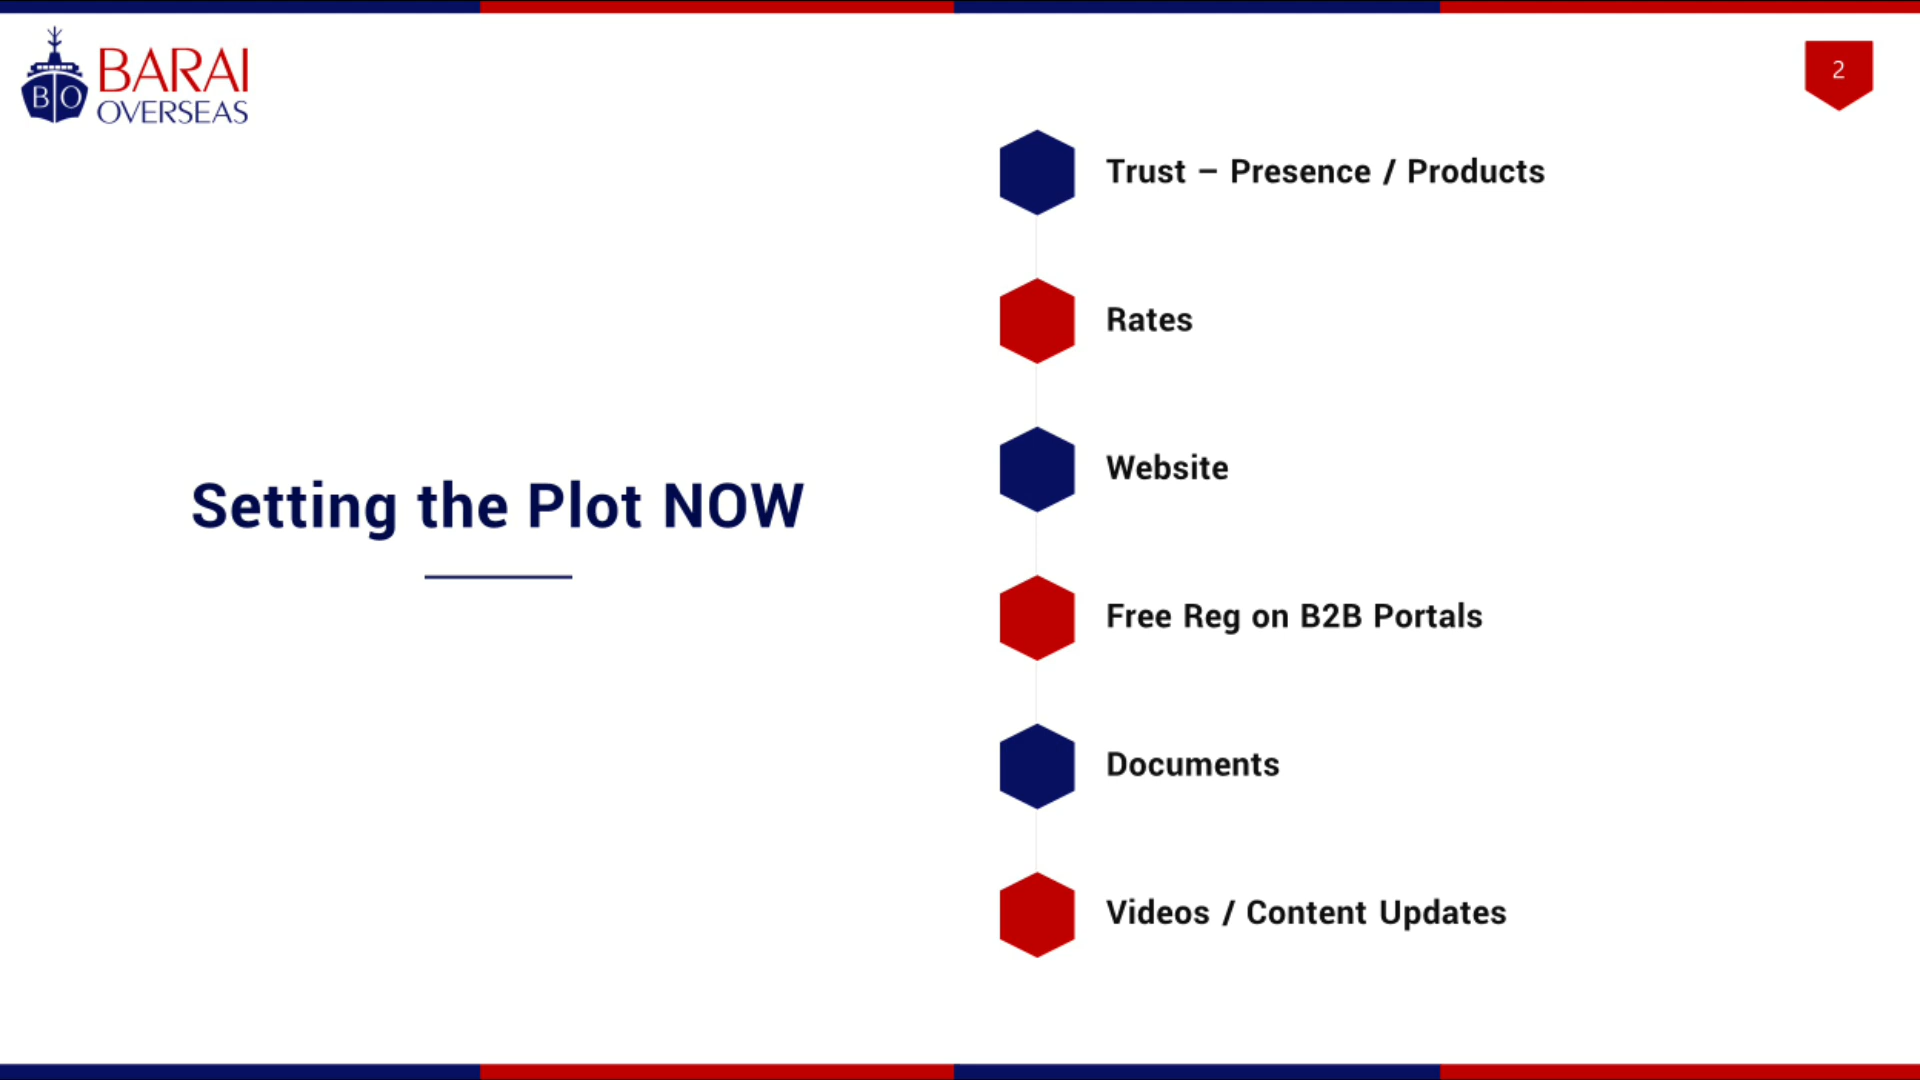 BO
BARAI
OVERSEAS
2
Setting the Plot NOW
Trust – Presence / Products
Rates
Website
Free Reg on B2B Portals
Documents
Videos / Content Updates